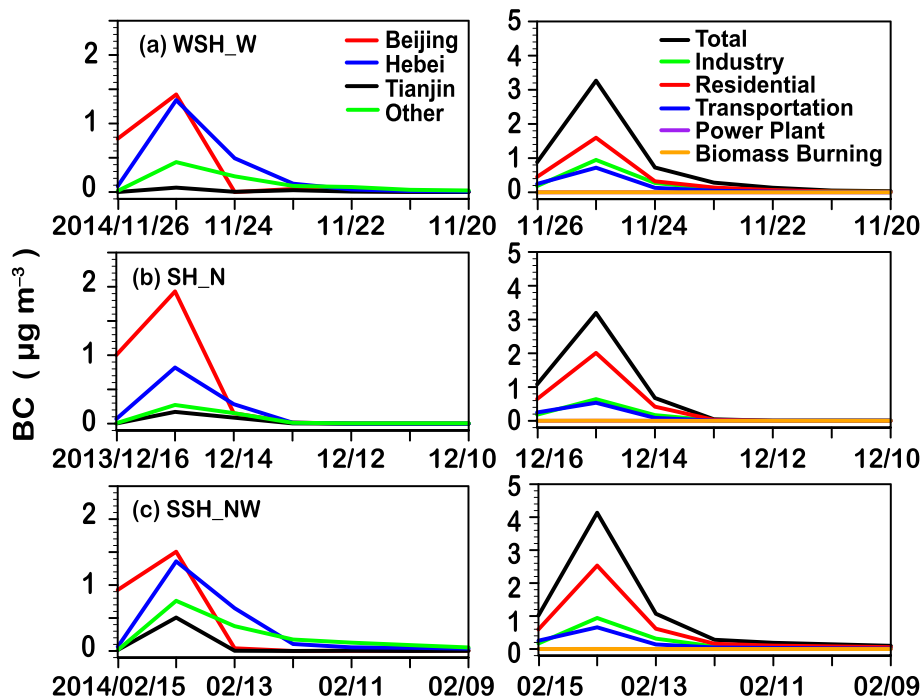 (a) WSH_W
Beijing
Hebei
Tianjin
Other
2
1
0
2014/11/26 11/24 11/22 11/20
Total
Industry
Residential
Transportation
Power Plant
Biomass Burning
5
4
3
2
1
0
11/26 11/24 11/22 11/20
BC ( µg m⁻³ )
(b) SH_N
2
1
0
2013/12/16 12/14 12/12 12/10
5
4
3
2
1
0
12/16 12/14 12/12 12/10
(c) SSH_NW
2
1
0
2014/02/15 02/13 02/11 02/09
5
4
3
2
1
0
02/15 02/13 02/11 02/09